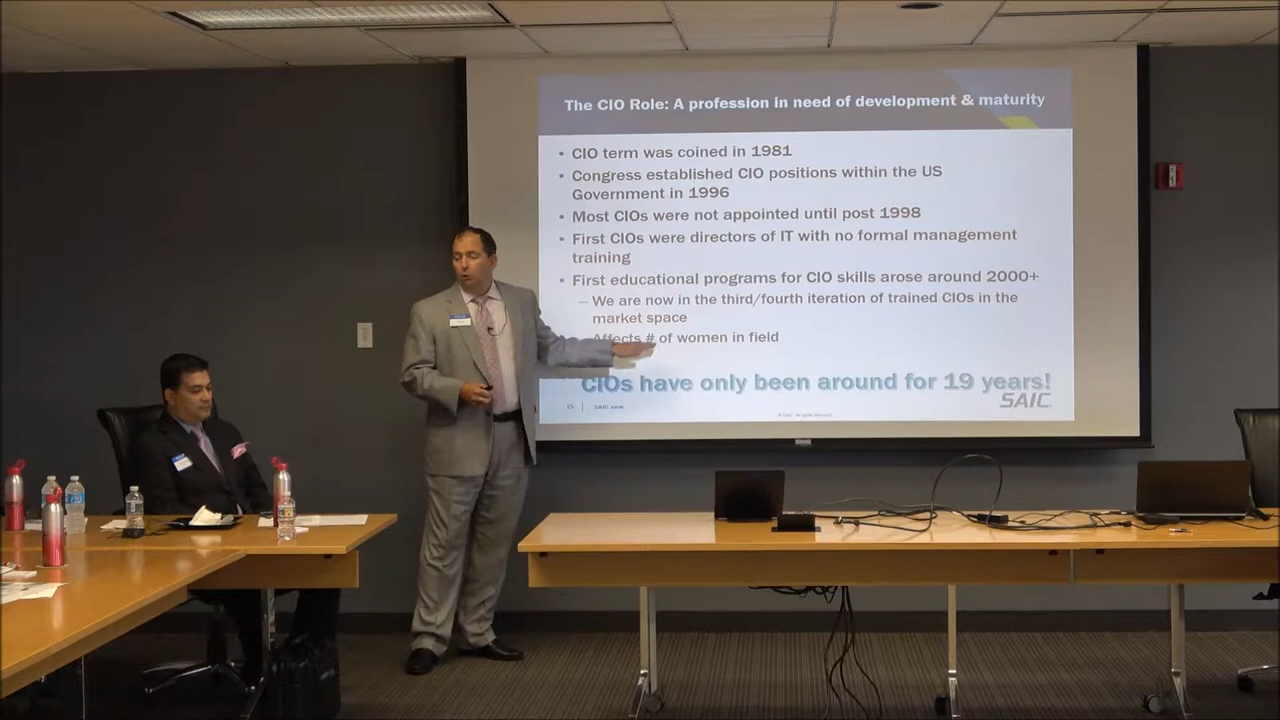 The CIO Role: A profession in need of development & maturity
• CIO term was coined in 1981
• Congress established CIO positions within the US
Government in 1996
• Most CIOs were not appointed until post 1998
• First CIOs were directors of IT with no formal management
training
• First educational programs for CIO skills arose around 2000+
– We are now in the third/fourth iteration of trained CIOs in the
market space
Affects # of women in field
CIOs have only been around for 19 years!
15 SAIC.com
SAIC